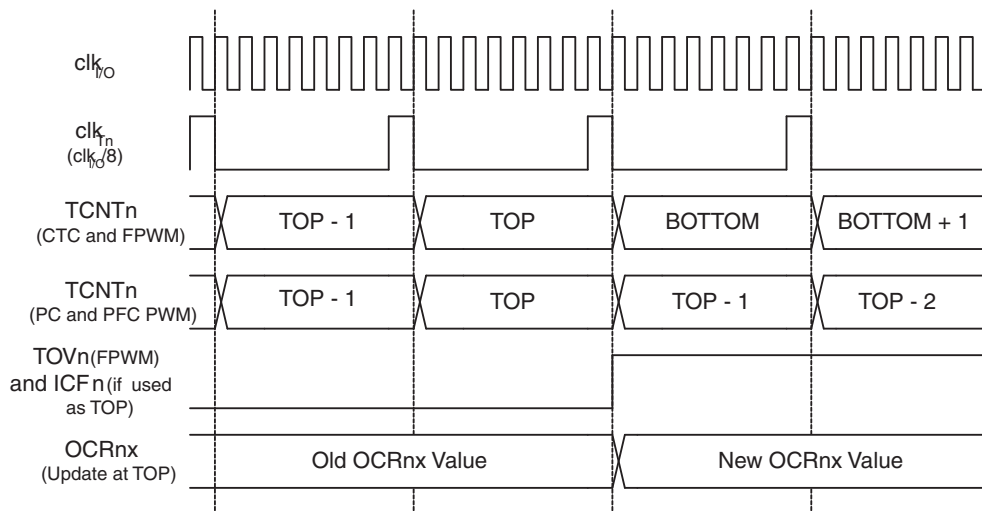 clkI/O
clkTn
(clkI/O/8)
TCNTn
(CTC and FPWM)
TOP - 1
TOP
BOTTOM
BOTTOM + 1
TCNTn
(PC and PFC PWM)
TOP - 1
TOP
TOP - 1
TOP - 2
TOVn(FPWM)
and ICFn(if used
as TOP)
OCRnx
(Update at TOP)
Old OCRnx Value
New OCRnx Value